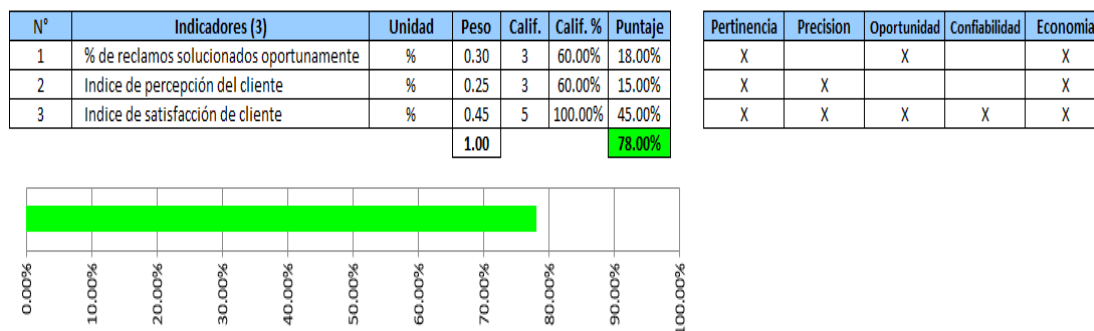 N° Indicadores (3) Unidad Peso Calif. Calif. % Puntaje Pertinencia Precision Oportunidad Confiabilidad Economia
1 % de reclamos solucionados oportunamente % 0.30 3 60.00% 18.00% X X X
2 Indice de percepción del cliente % 0.25 3 60.00% 15.00% X X X
3 Indice de satisfacción de cliente % 0.45 5 100.00% 45.00% X X X X X
1.00 78.00%
0.00% 10.00% 20.00% 30.00% 40.00% 50.00% 60.00% 70.00% 80.00% 90.00% 100.00%